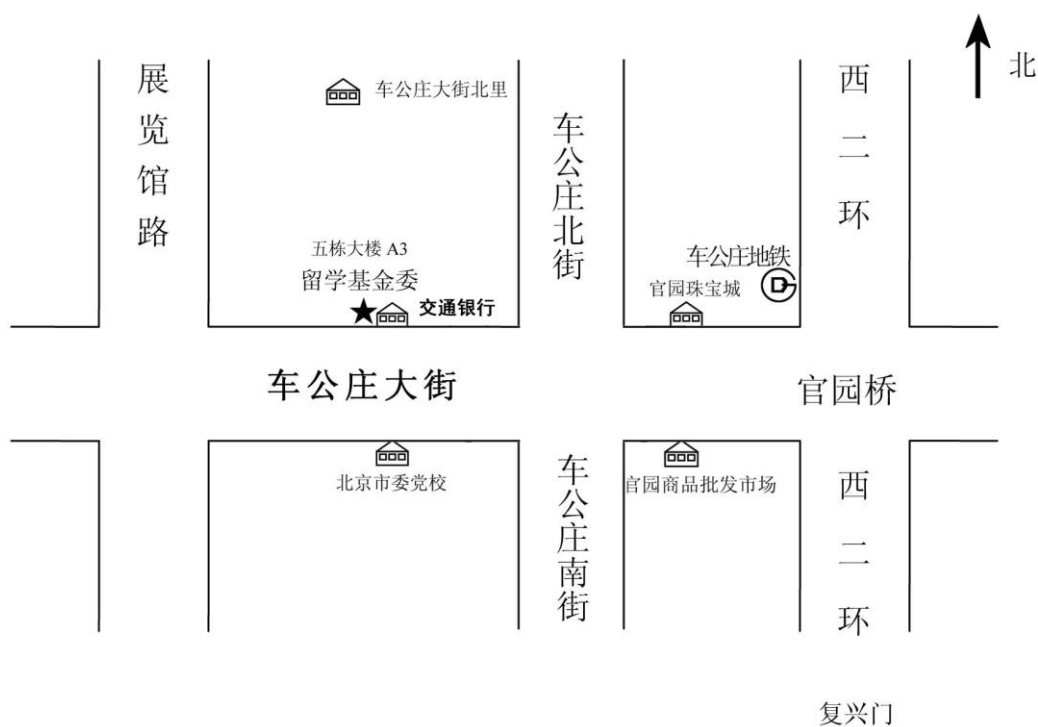 北
展览馆路
车公庄大街北里
车公庄北街
西二环
五栋大楼 A3
留学基金委
交通银行
车公庄地铁
官园珠宝城
D
车公庄大街
官园桥
北京市委党校
车公庄南街
官园商品批发市场
西二环
复兴门